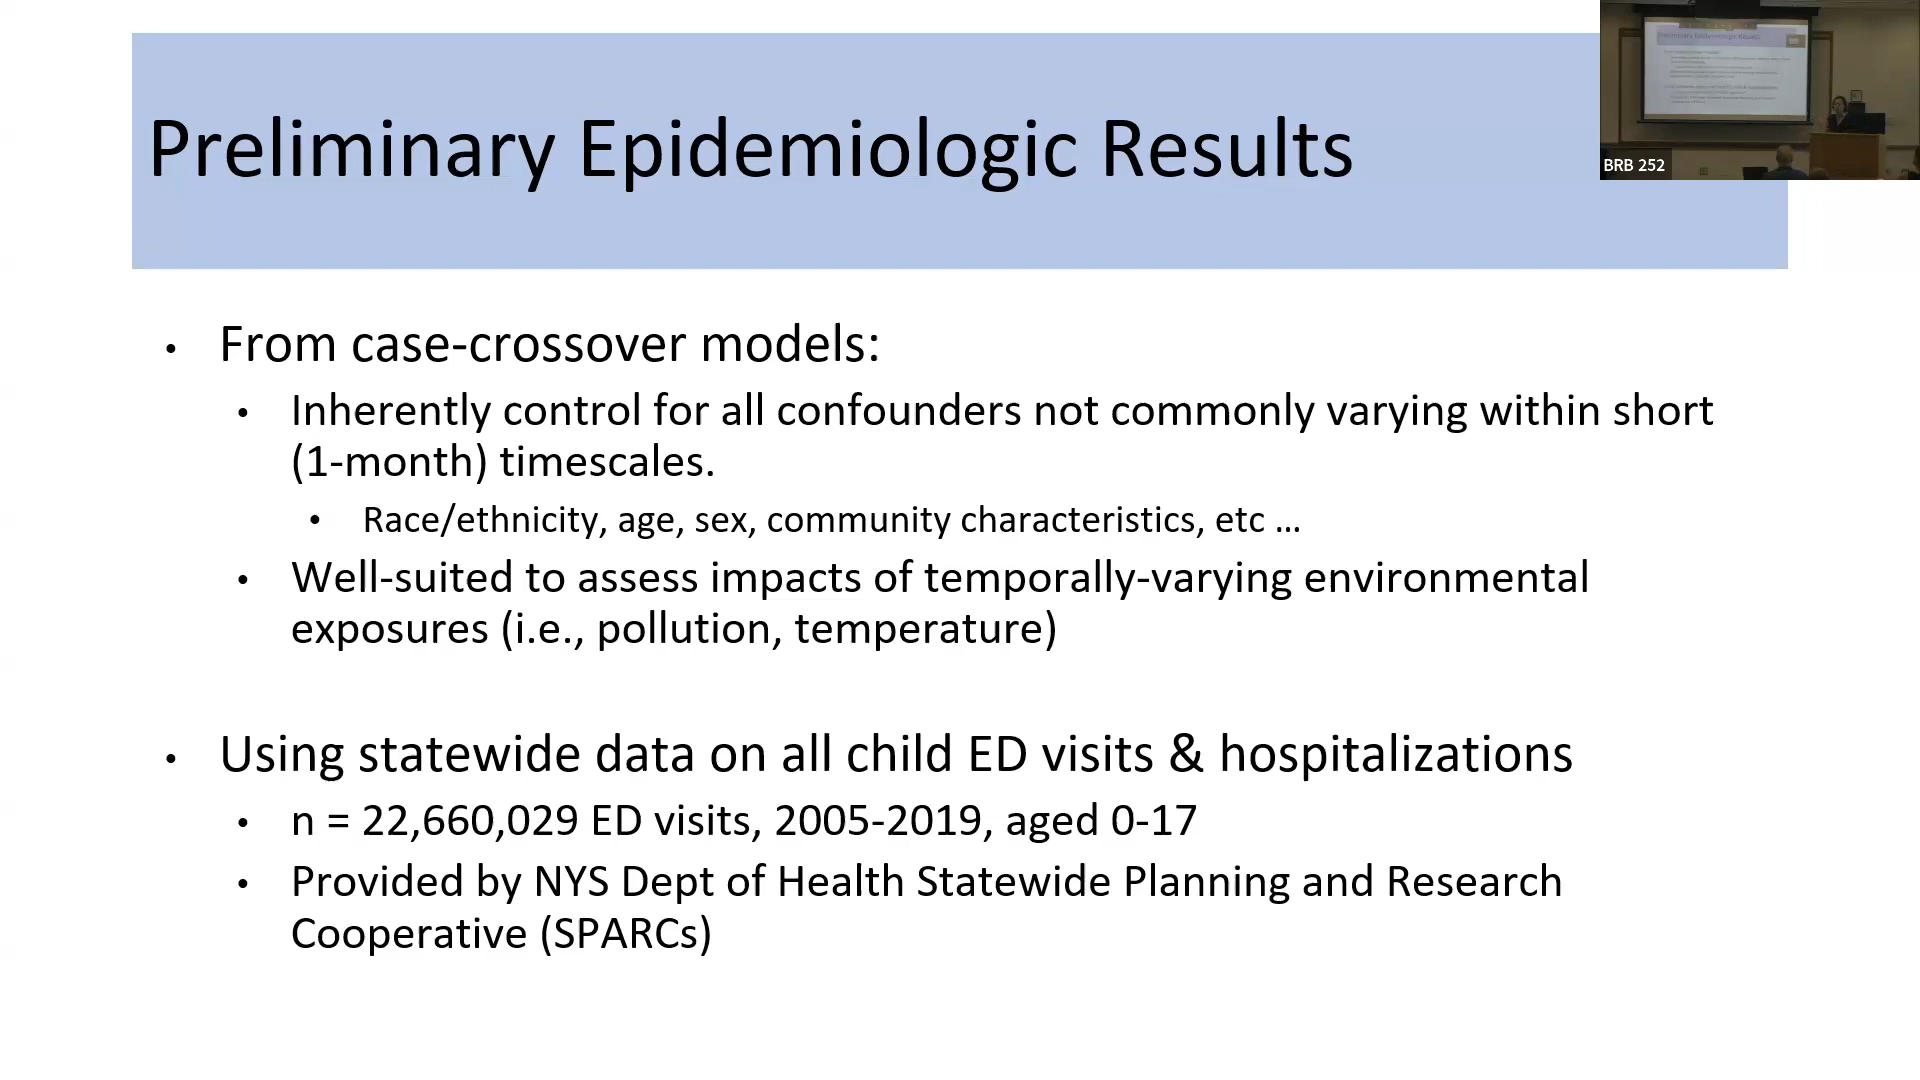 Preliminary Epidemiologic Results
BRB 252
• From case-crossover models:
• Inherently control for all confounders not commonly varying within short
(1-month) timescales.
• Race/ethnicity, age, sex, community characteristics, etc ...
• Well-suited to assess impacts of temporally-varying environmental
exposures (i.e., pollution, temperature)
• Using statewide data on all child ED visits & hospitalizations
• n = 22,660,029 ED visits, 2005-2019, aged 0-17
• Provided by NYS Dept of Health Statewide Planning and Research
Cooperative (SPARCs)